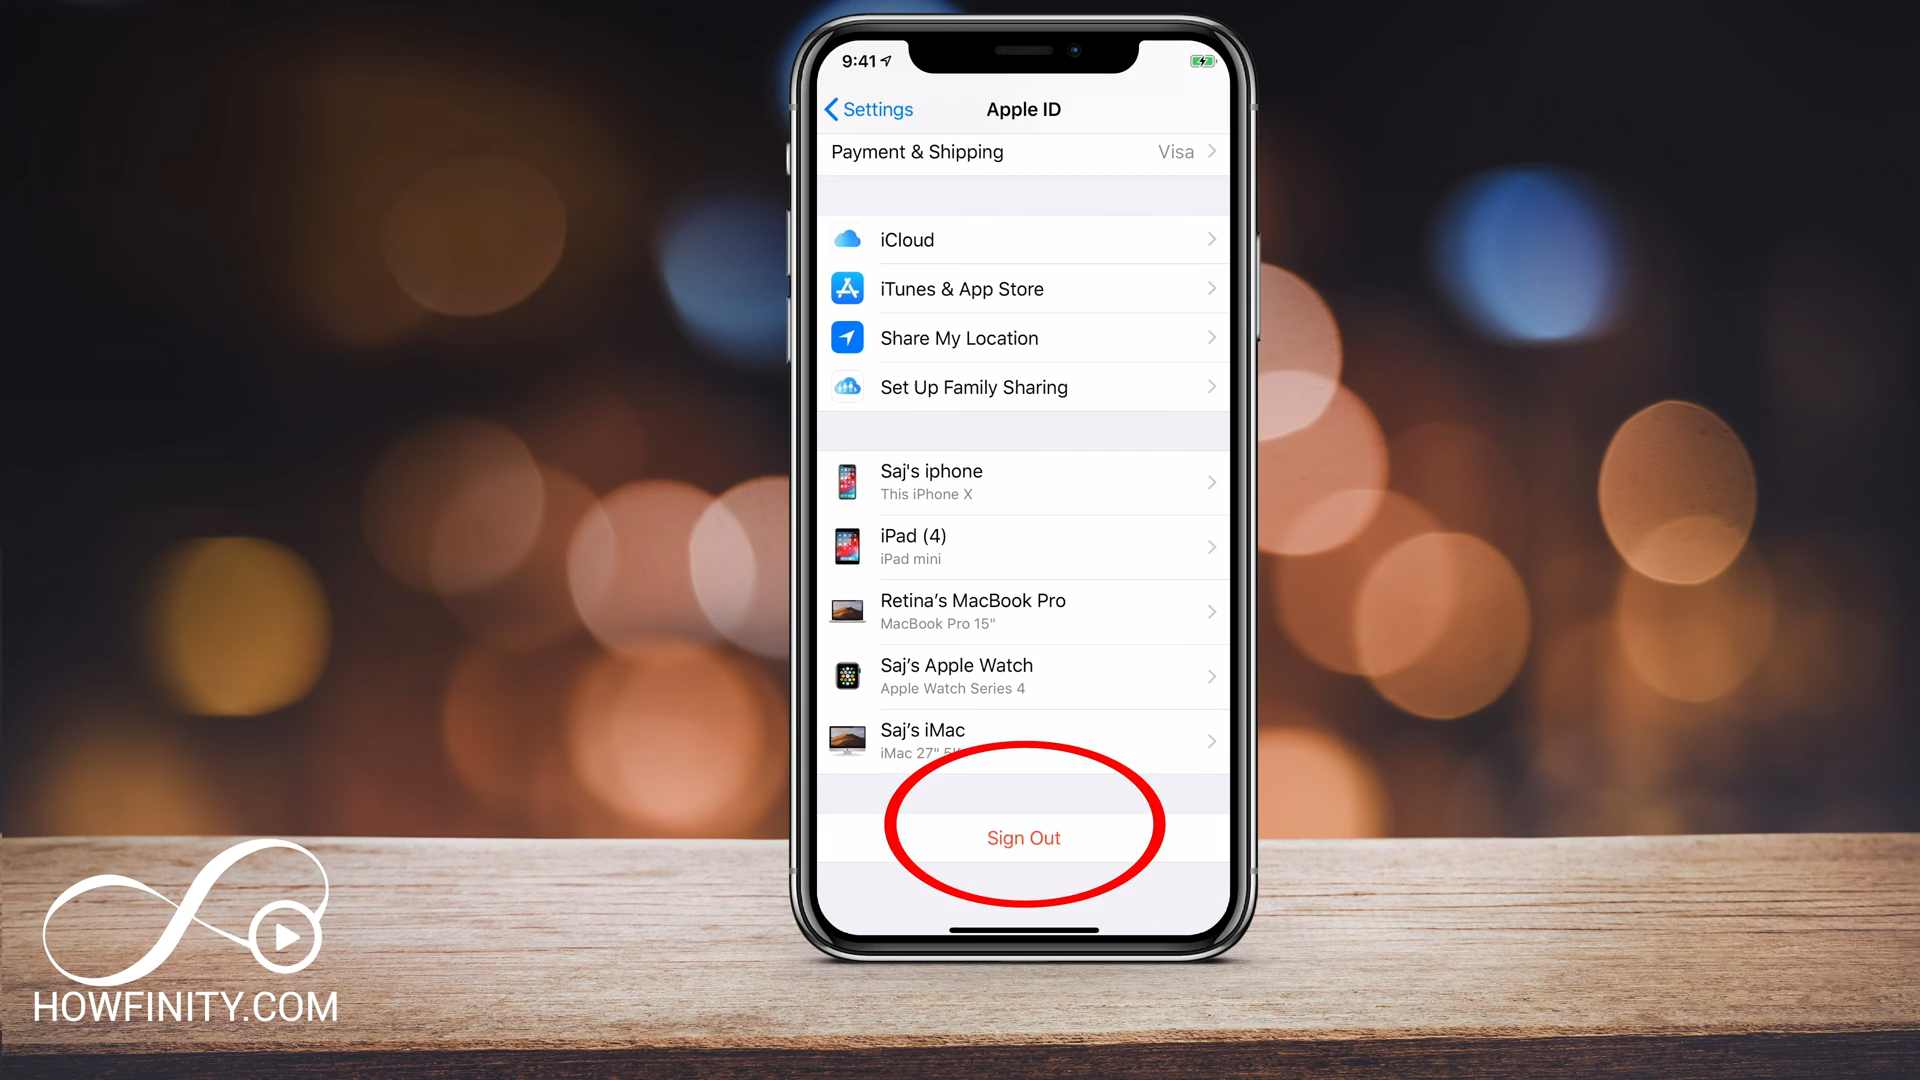 9:41
Settings
Apple ID
Payment & Shipping
Visa
iCloud
iTunes & App Store
Share My Location
Set Up Family Sharing
Saj's iphone
This iPhone X
iPad (4)
iPad mini
Retina’s MacBook Pro
MacBook Pro 15"
Saj’s Apple Watch
Apple Watch Series 4
Saj’s iMac
iMac 27"
Sign Out
HOWFINITY.COM